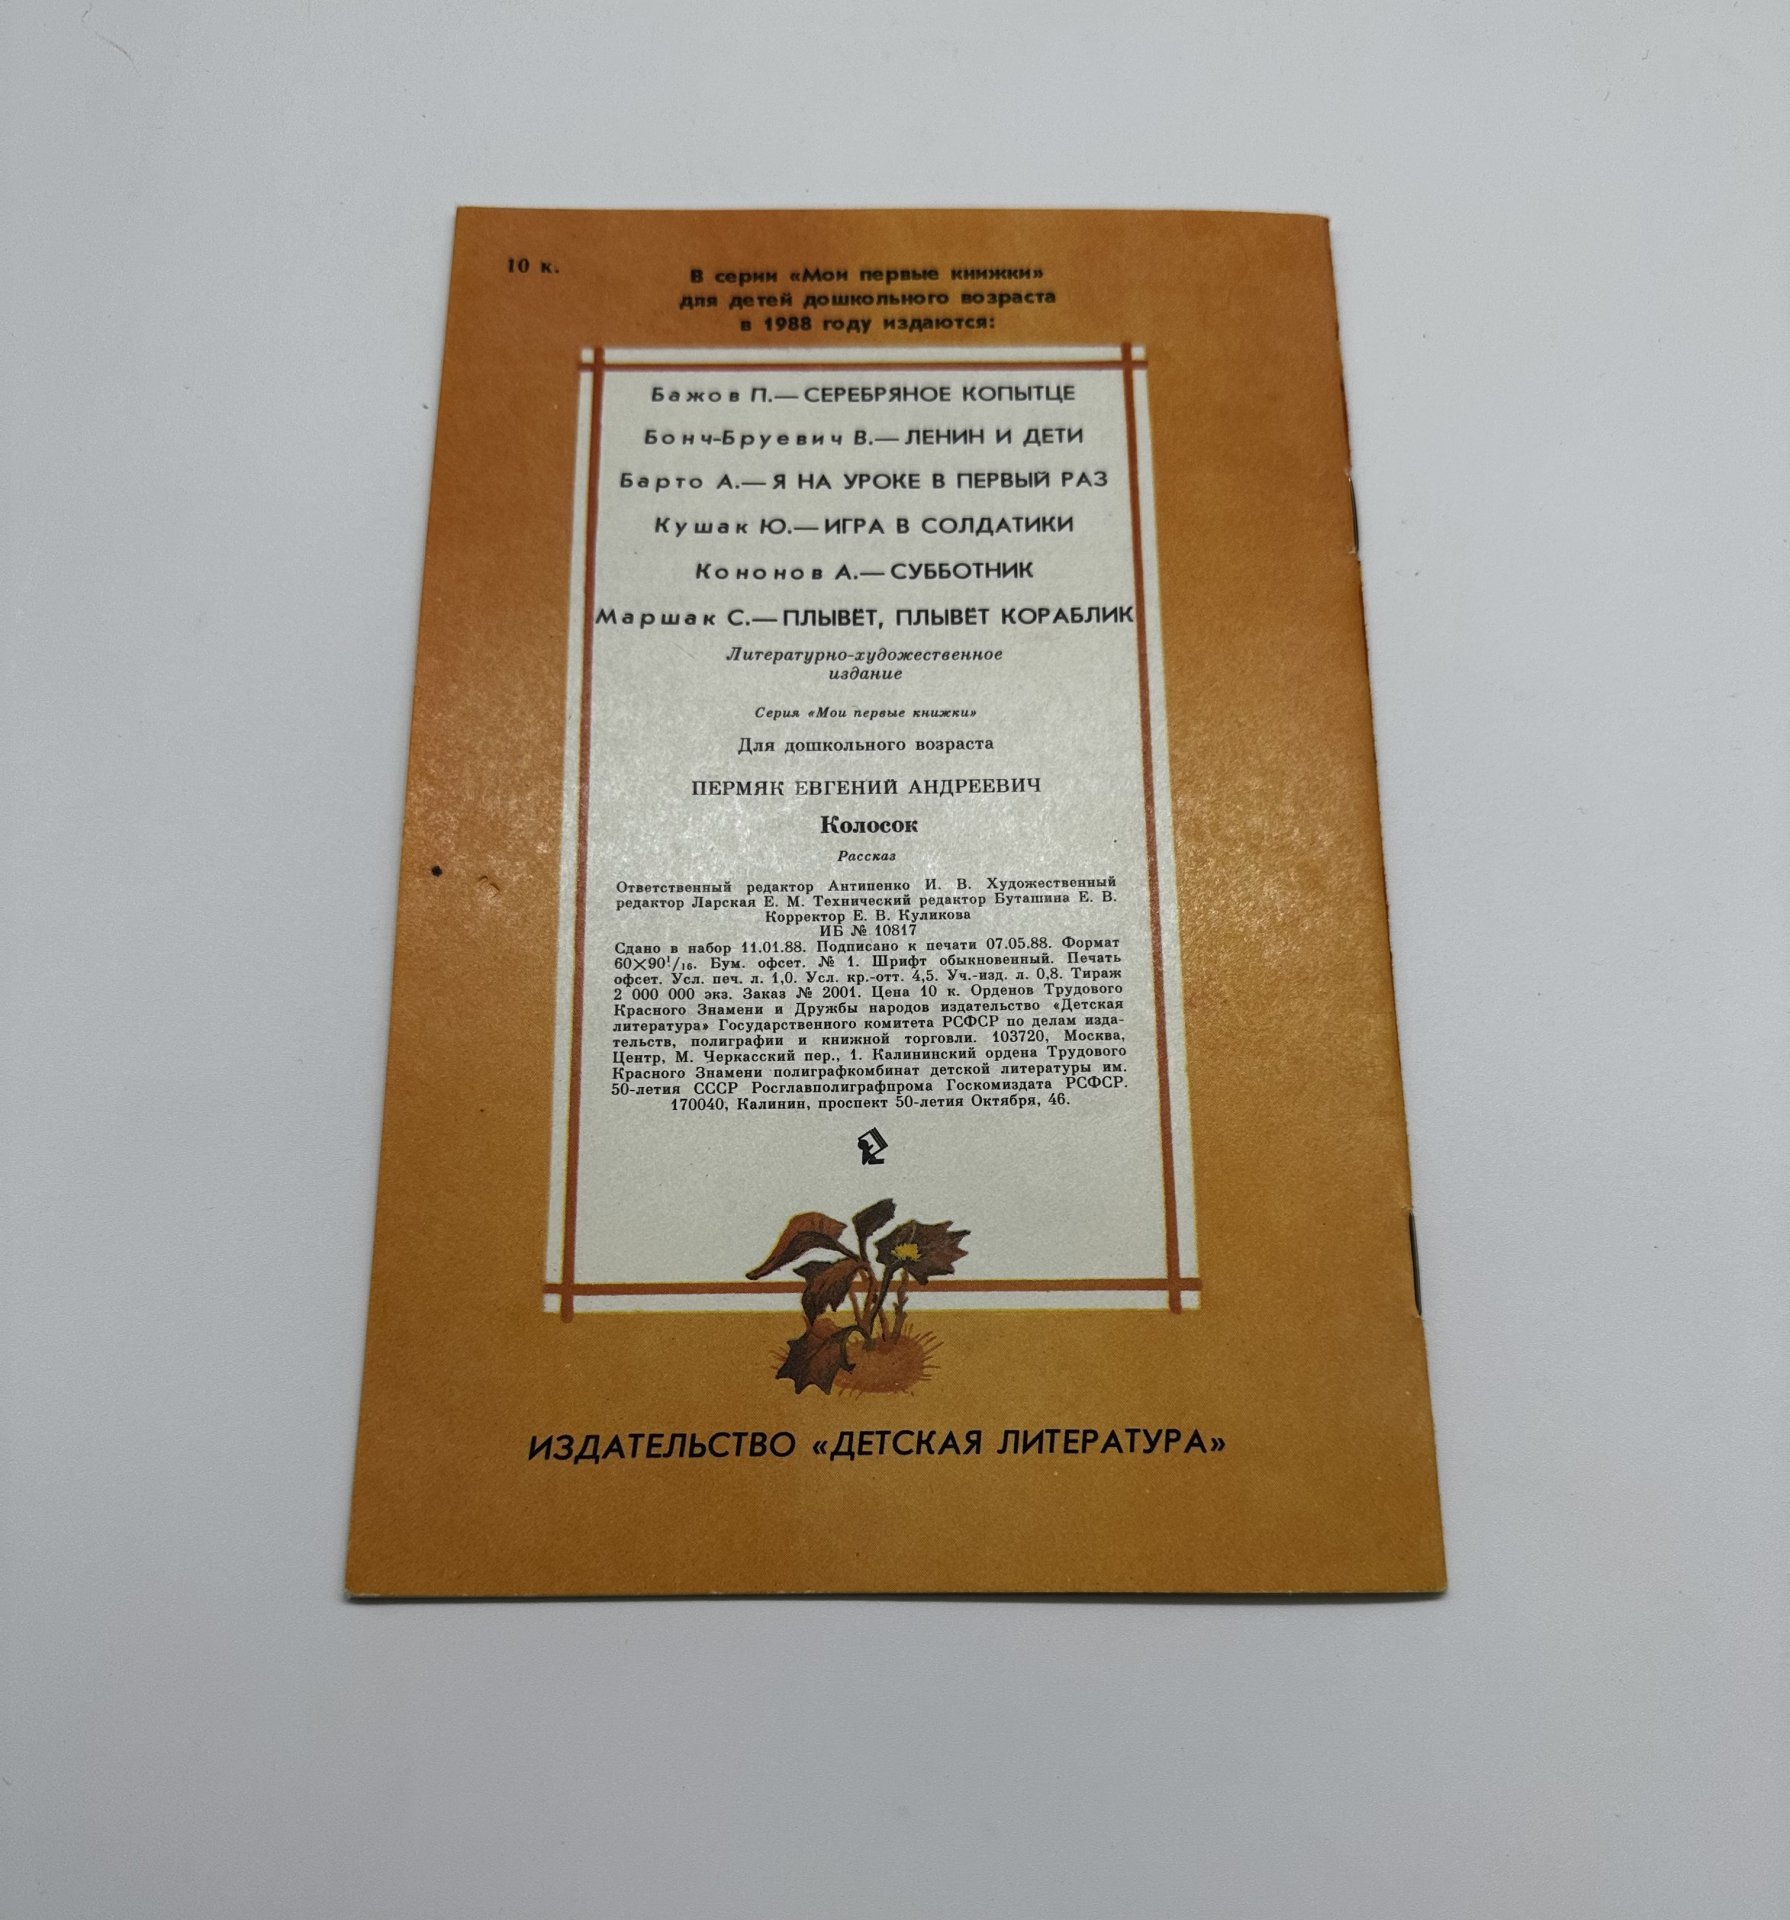 10 к.
В серии «Мои первые книжки»
для детей дошкольного возраста
в 1988 году издаются:
Бажов П.— СЕРЕБРЯНОЕ КОПЫТЦЕ
Бонч-Бруевич В.— ЛЕНИН И ДЕТИ
Барто А.— Я НА УРОКЕ В ПЕРВЫЙ РАЗ
Кушак Ю.— ИГРА В СОЛДАТИКИ
Кононов А.— СУББОТНИК
Маршак С.— ПЛЫВЁТ, ПЛЫВЁТ КОРАБЛИК
Литературно-художественное
издание
Серия «Мои первые книжки»
Для дошкольного возраста
ПЕРМЯК ЕВГЕНИЙ АНДРЕЕВИЧ
Колосок
Рассказ
Ответственный редактор Антипенко И. В. Художественный
редактор Ларская Е. М. Технический редактор Буташина Е. В.
Корректор Е. В. Куликова
ИБ № 10817
Сдано в набор 11.01.88. Подписано к печати 07.05.88. Формат
60×90¹/₁₆. Бум. офсет. № 1. Шрифт обыкновенный. Печать
офсет. Усл. печ. л. 1,0. Усл. кр.-отт. 4,5. Уч.-изд. л. 0,8. Тираж
2 000 000 экз. Заказ № 2001. Цена 10 к. Орденов Трудового
Красного Знамени и Дружбы народов издательство «Детская
литература» Государственного комитета РСФСР по делам изда-
тельств, полиграфии и книжной торговли. 103720, Москва,
Центр, М. Черкасский пер., 1. Калининский ордена Трудового
Красного Знамени полиграфкомбинат детской литературы им.
50-летия СССР Росглавполиграфпрома Госкомиздата РСФСР.
170040, Калинин, проспект 50-летия Октября, 46.
ИЗДАТЕЛЬСТВО «ДЕТСКАЯ ЛИТЕРАТУРА»